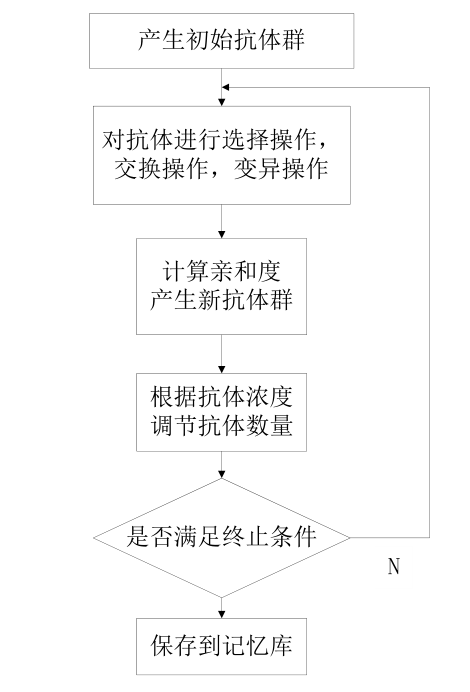 产生初始抗体群
对抗体进行选择操作，
交换操作，变异操作
计算亲和度
产生新抗体群
根据抗体浓度
调节抗体数量
是否满足终止条件
N
保存到记忆库